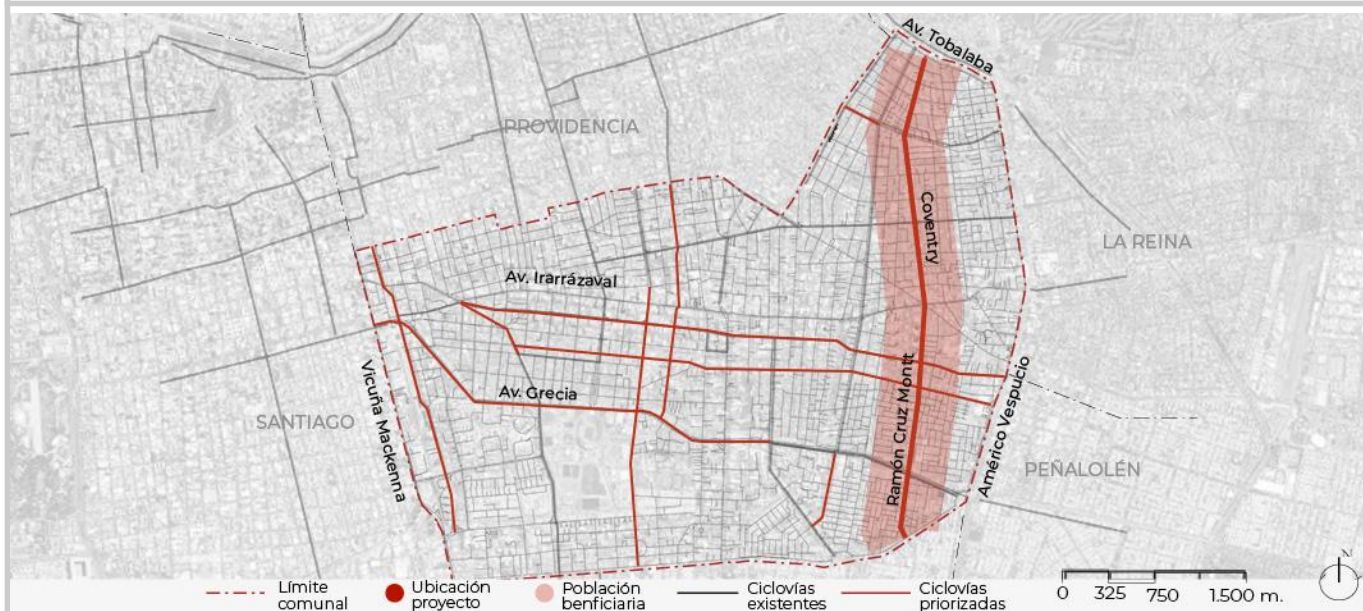 Av. Tobalaba
PROVIDENCIA
Coventry
LA REINA
Av. Irarrázaval
Vicuña Mackenna
Av. Grecia
SANTIAGO
Ramón Cruz Montt
Américo Vespucio
PEÑALOLÉN
Límite
comunal
Ubicación
proyecto
Población
benficiaria
Ciclovías
existentes
Ciclovías
priorizadas
0 325 750 1.500 m.
N